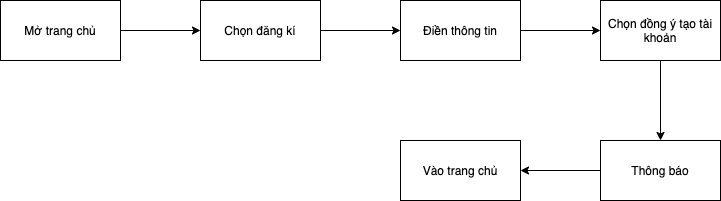 Mở trang chủ
Chọn đăng kí
Điền thông tin
Chọn đồng ý tạo tài
khoản
Vào trang chủ
Thông báo